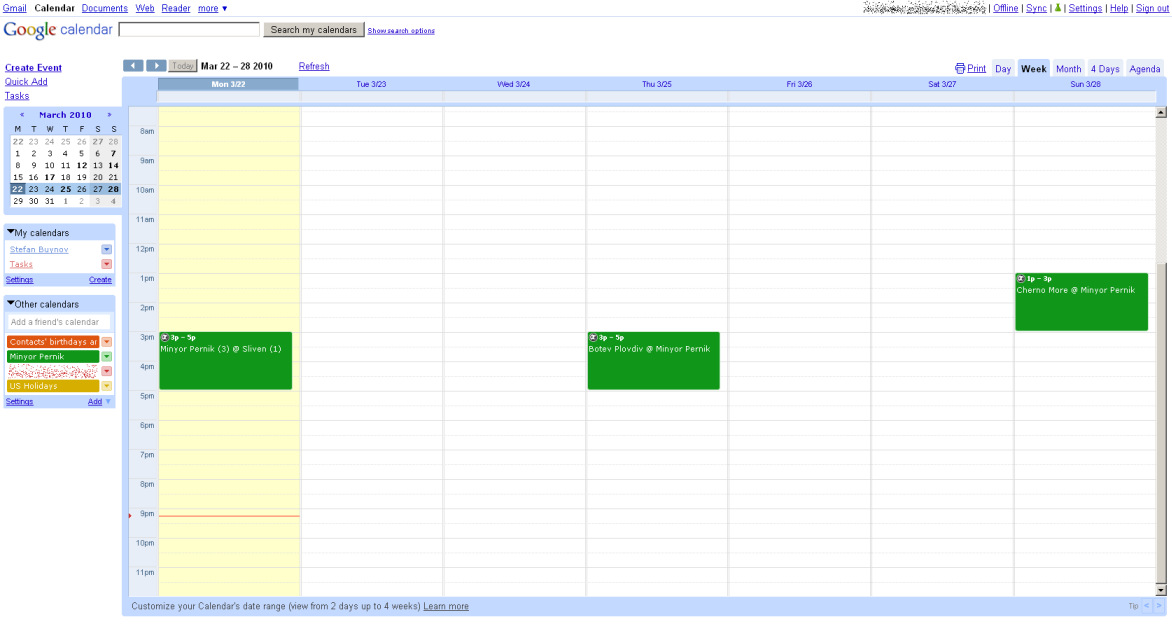 Gmail Calendar Documents Web Reader more ▼
| Offline | Sync | | Settings | Help | Sign out
Google calendar
Search my calendars
Show search options
Create Event
Quick Add
Tasks
Today
Mar 22 – 28 2010
Refresh
Print Day Week Month 4 Days Agenda
Mon 3/22 Tue 3/23 Wed 3/24 Thu 3/25 Fri 3/26 Sat 3/27 Sun 3/28
« March 2010 »
M T W T F S S
22 23 24 25 26 27 28
1 2 3 4 5 6 7
8 9 10 11 12 13 14
15 16 17 18 19 20 21
22 23 24 25 26 27 28
29 30 31 1 2 3 4
My calendars
Stefan Buynov
Tasks
Settings Create
Other calendars
Add a friend's calendar
Contacts' birthdays ar
Minyor Pernik
US Holidays
Settings Add ▼
8am
9am
10am
11am
12pm
1pm
2pm
3pm
4pm
5pm
6pm
7pm
8pm
9pm
10pm
11pm
3p – 5p
Minyor Pernik (3) @ Sliven (1)
3p – 5p
Botev Plovdiv @ Minyor Pernik
1p – 3p
Cherno More @ Minyor Pernik
Customize your Calendar's date range (view from 2 days up to 4 weeks) Learn more
Tip < >